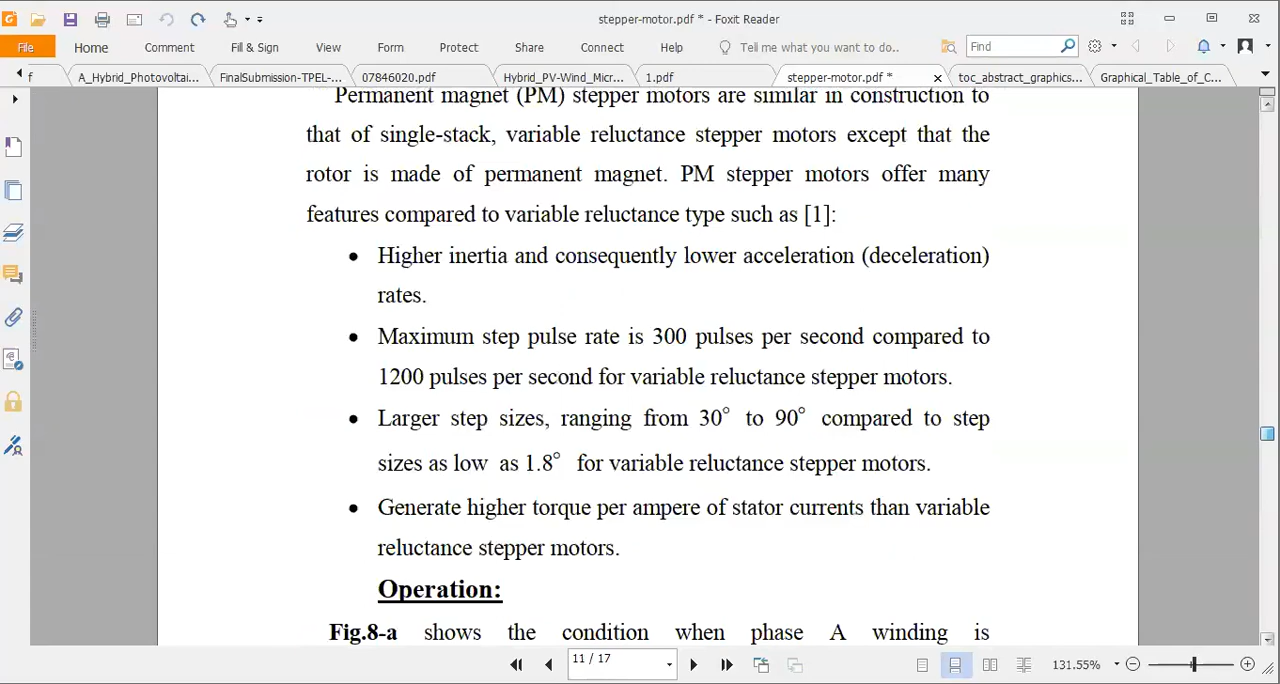 stepper-motor.pdf * - Foxit Reader
File Home Comment Fill & Sign View Form Protect Share Connect Help Tell me what you want to do.. Find
f A_Hybrid_Photovoltai... FinalSubmission-TPEL-... 07846020.pdf Hybrid_PV-Wind_Micr... 1.pdf stepper-motor.pdf * toc_abstract_graphics... Graphical_Table_of_C...
Permanent magnet (PM) stepper motors are similar in construction to
that of single-stack, variable reluctance stepper motors except that the
rotor is made of permanent magnet. PM stepper motors offer many
features compared to variable reluctance type such as [1]:
• Higher inertia and consequently lower acceleration (deceleration)
rates.
• Maximum step pulse rate is 300 pulses per second compared to
1200 pulses per second for variable reluctance stepper motors.
• Larger step sizes, ranging from 30° to 90° compared to step
sizes as low as 1.8° for variable reluctance stepper motors.
• Generate higher torque per ampere of stator currents than variable
reluctance stepper motors.
Operation:
Fig.8-a shows the condition when phase A winding is
11 / 17 131.55%